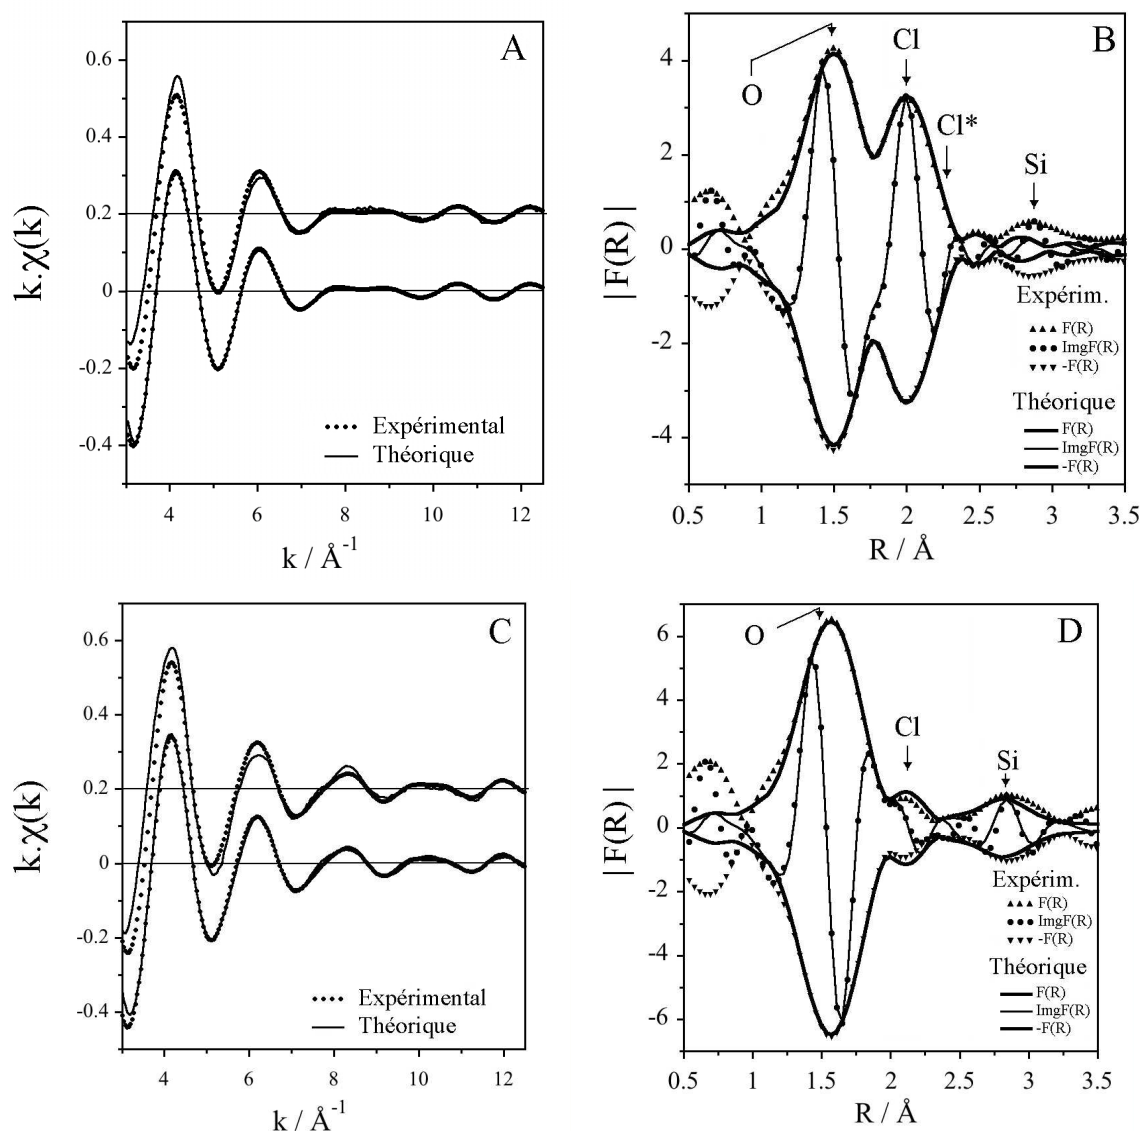 A
0.6
0.4
0.2
0
-0.2
-0.4
k.χ(k)
Expérimental
Théorique
4 6 8 10 12
k / Å⁻¹
B
4
2
0
-2
-4
| F(R) |
O
Cl
Cl*
Si
Expérim.
F(R)
ImgF(R)
-F(R)
Théorique
F(R)
ImgF(R)
-F(R)
0.5 1 1.5 2 2.5 3 3.5
R / Å
C
0.6
0.4
0.2
0
-0.2
-0.4
k.χ(k)
Expérimental
Théorique
4 6 8 10 12
k / Å⁻¹
D
6
4
2
0
-2
-4
-6
| F(R) |
O
Cl
Si
Expérim.
F(R)
ImgF(R)
-F(R)
Théorique
F(R)
ImgF(R)
-F(R)
0.5 1 1.5 2 2.5 3 3.5
R / Å